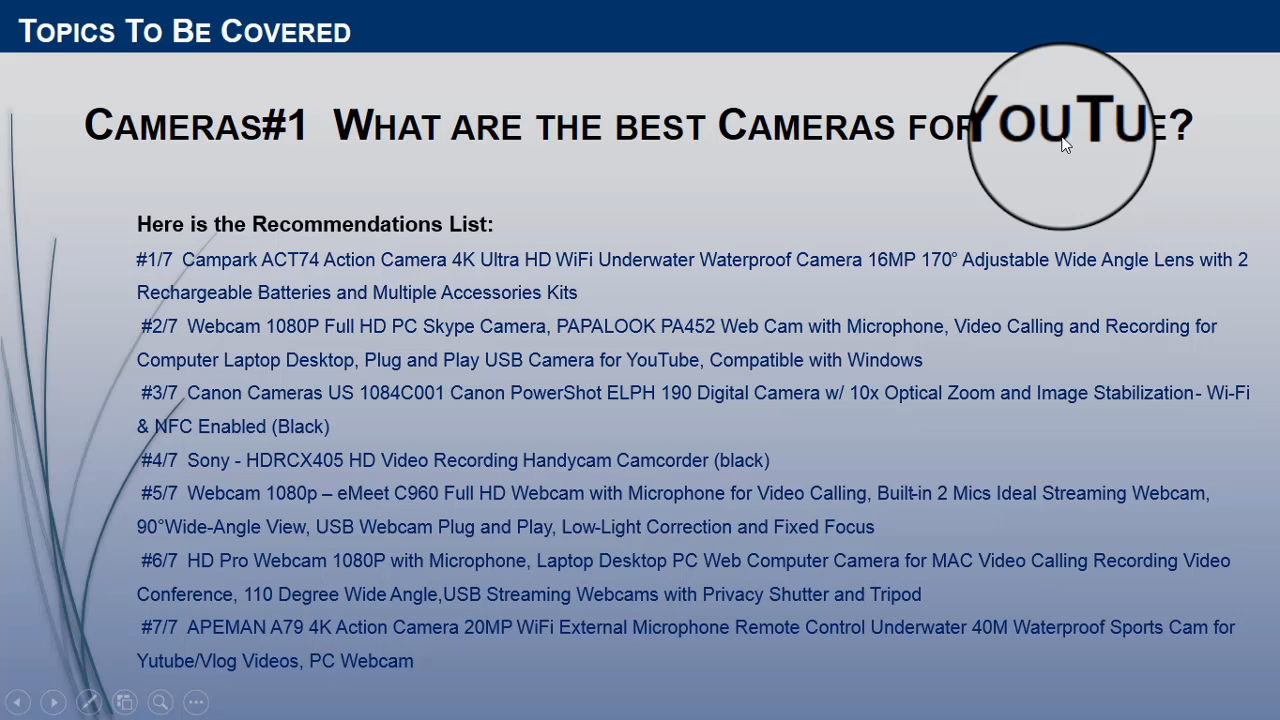 TOPICS TO BE COVERED
CAMERAS#1 WHAT ARE THE BEST CAMERAS FOR YOUTUE?
Here is the Recommendations List:
#1/7 Campark ACT74 Action Camera 4K Ultra HD WiFi Underwater Waterproof Camera 16MP 170° Adjustable Wide Angle Lens with 2
Rechargeable Batteries and Multiple Accessories Kits
#2/7 Webcam 1080P Full HD PC Skype Camera, PAPALOOK PA452 Web Cam with Microphone, Video Calling and Recording for
Computer Laptop Desktop, Plug and Play USB Camera for YouTube, Compatible with Windows
#3/7 Canon Cameras US 1084C001 Canon PowerShot ELPH 190 Digital Camera w/ 10x Optical Zoom and Image Stabilization- Wi-Fi
& NFC Enabled (Black)
#4/7 Sony - HDRCX405 HD Video Recording Handycam Camcorder (black)
#5/7 Webcam 1080p – eMeet C960 Full HD Webcam with Microphone for Video Calling, Built-in 2 Mics Ideal Streaming Webcam,
90°Wide-Angle View, USB Webcam Plug and Play, Low-Light Correction and Fixed Focus
#6/7 HD Pro Webcam 1080P with Microphone, Laptop Desktop PC Web Computer Camera for MAC Video Calling Recording Video
Conference, 110 Degree Wide Angle,USB Streaming Webcams with Privacy Shutter and Tripod
#7/7 APEMAN A79 4K Action Camera 20MP WiFi External Microphone Remote Control Underwater 40M Waterproof Sports Cam for
Yutube/Vlog Videos, PC Webcam